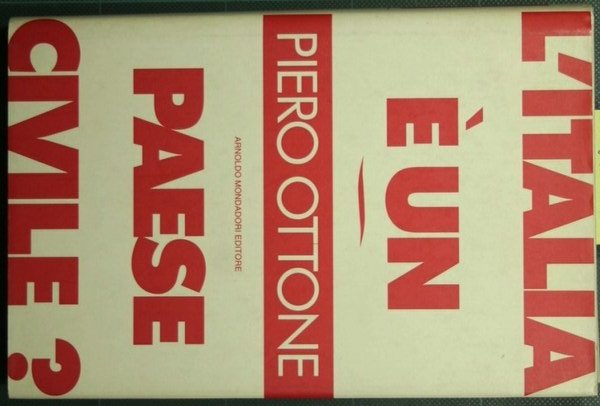 L'ITALIA
È UN
PIERO OTTONE
ARNOLDO MONDADORI EDITORE
PAESE
CIVILE?